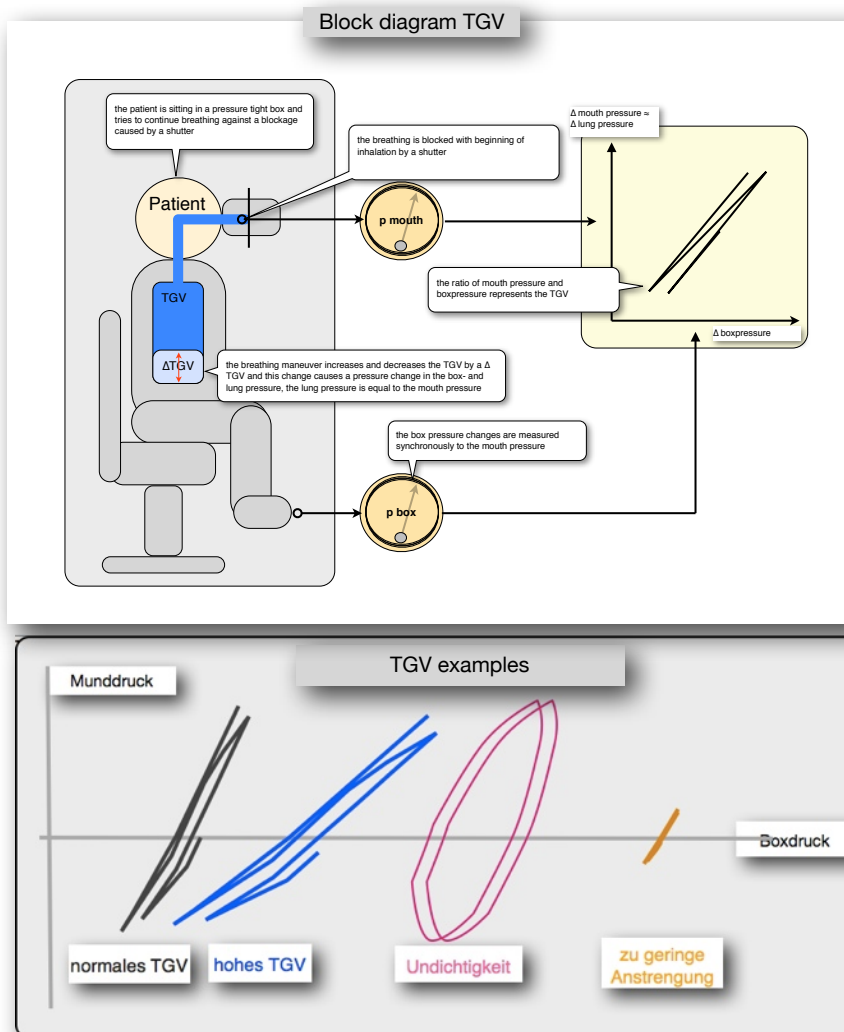 Block diagram TGV
the patient is sitting in a pressure tight box and
tries to continue breathing against a blockage
caused by a shutter
the breathing is blocked with beginning of
inhalation by a shutter
Δ mouth pressure ≈
Δ lung pressure
Patient
p mouth
the ratio of mouth pressure and
boxpressure represents the TGV
Δ boxpressure
TGV
ΔTGV
the breathing maneuver increases and decreases the TGV by a Δ
TGV and this change causes a pressure change in the box- and
lung pressure, the lung pressure is equal to the mouth pressure
the box pressure changes are measured
synchronously to the mouth pressure
p box
TGV examples
Munddruck
Boxdruck
normales TGV
hohes TGV
Undichtigkeit
zu geringe
Anstrengung